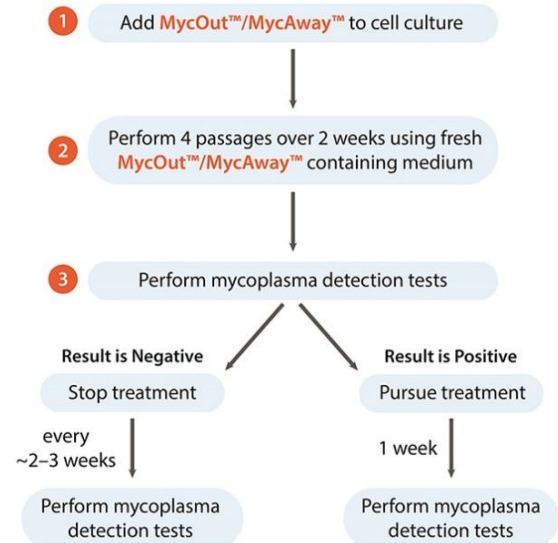 1 Add MycOut™/MycAway™ to cell culture
2 Perform 4 passages over 2 weeks using fresh
MycOut™/MycAway™ containing medium
3 Perform mycoplasma detection tests
Result is Negative
Result is Positive
Stop treatment
Pursue treatment
every
~2–3 weeks
1 week
Perform mycoplasma
detection tests
Perform mycoplasma
detection tests